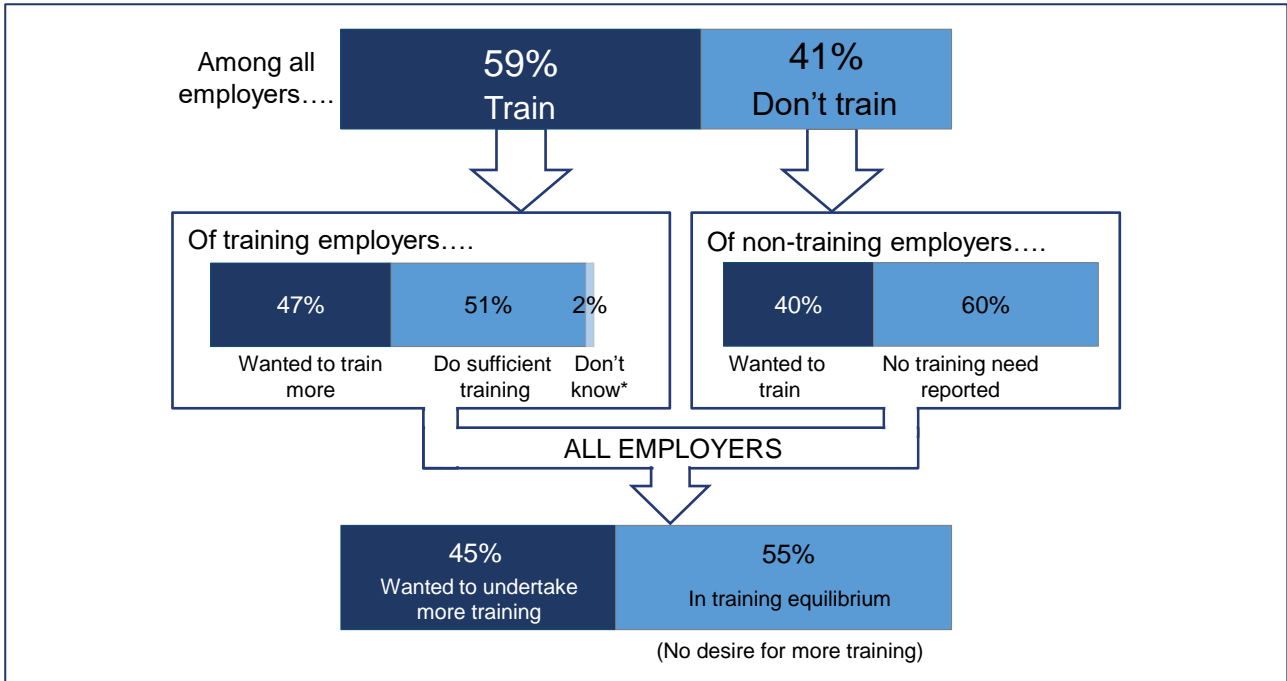 Among all
employers….
59%
Train
41%
Don't train
Of training employers….
47%
51%
2%
Wanted to train
more
Do sufficient
training
Don't
know*
Of non-training employers….
40%
60%
Wanted to
train
No training need
reported
ALL EMPLOYERS
45%
Wanted to undertake
more training
55%
In training equilibrium
(No desire for more training)